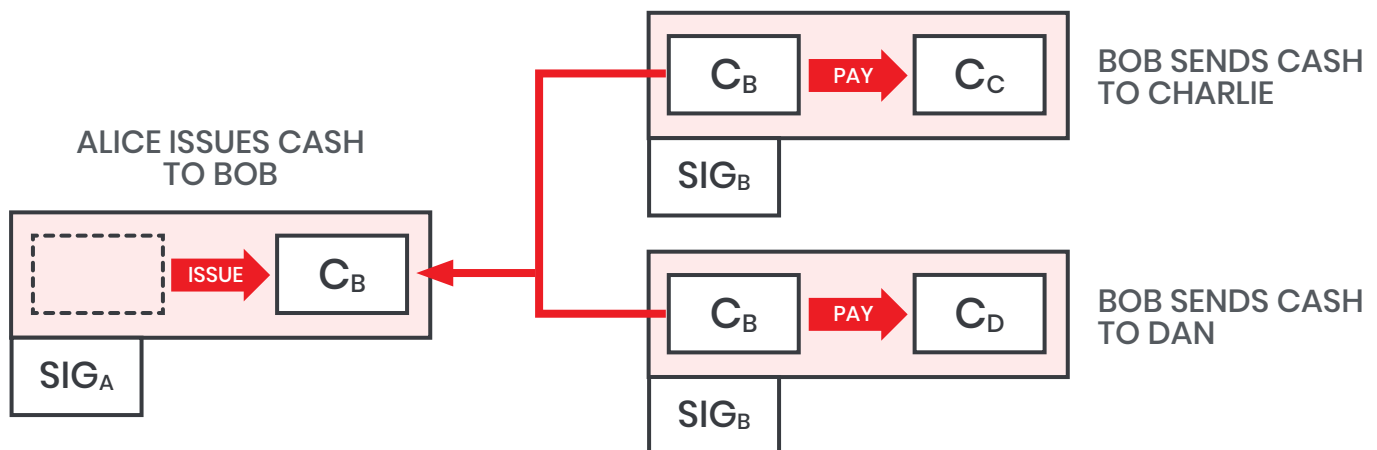 ALICE ISSUES CASH
TO BOB
ISSUE
CB
SIGA
CB
PAY
CC
SIGB
BOB SENDS CASH
TO CHARLIE
CB
PAY
CD
SIGB
BOB SENDS CASH
TO DAN